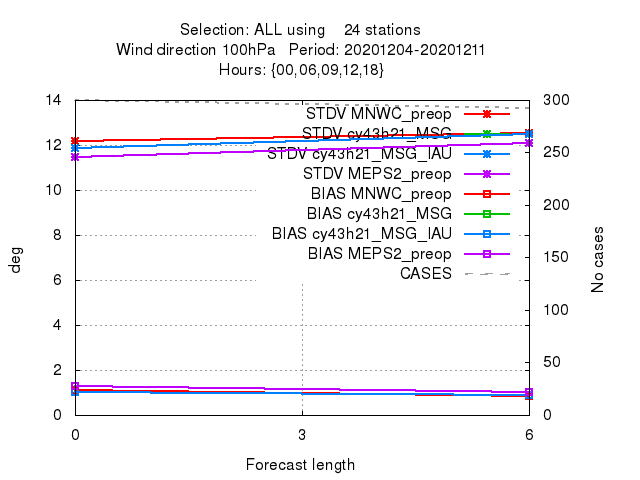 Selection: ALL using 24 stations
Wind direction 100hPa Period: 20201204-20201211
Hours: {00,06,09,12,18}
14
12
10
8
6
4
2
0
deg
STDV MNWC_preop
STDV cy43h21_MSG
STDV cy43h21_MSG_IAU
STDV MEPS2_preop
BIAS MNWC_preop
BIAS cy43h21_MSG
BIAS cy43h21_MSG_IAU
BIAS MEPS2_preop
CASES
300
250
200
150
100
50
0
No cases
0 3 6
Forecast length